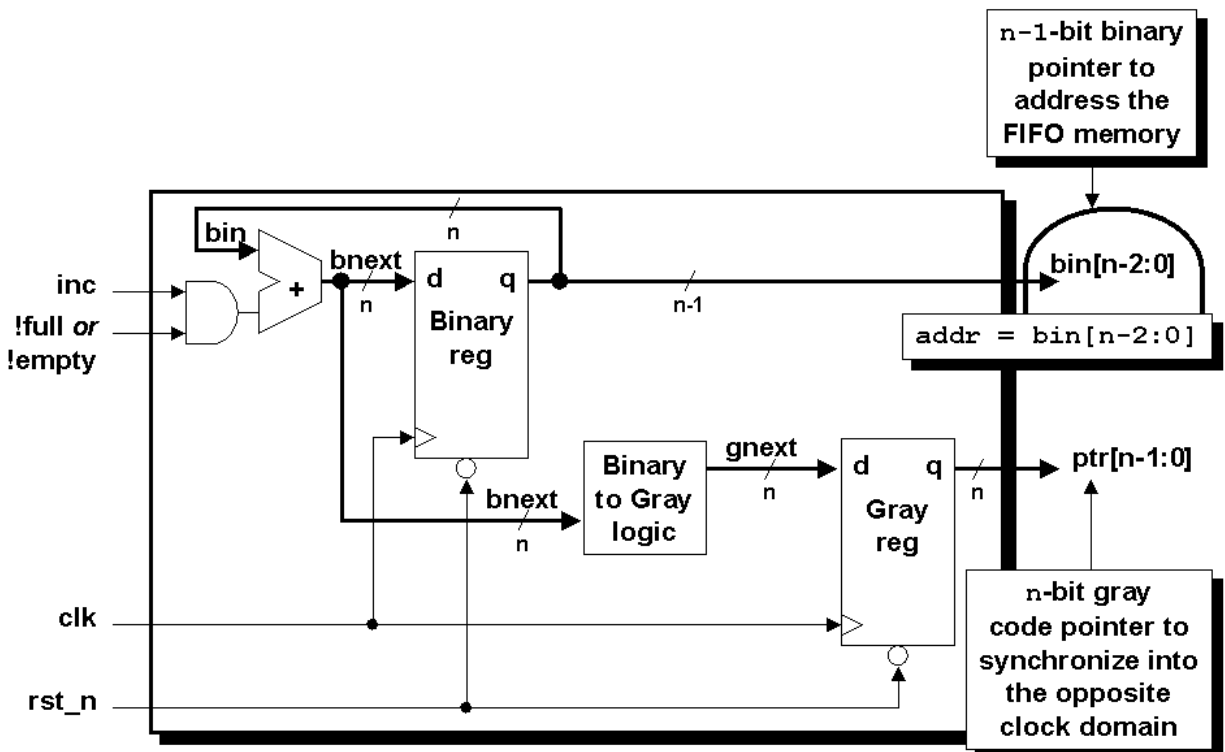 n-1-bit binary
pointer to
address the
FIFO memory
n
bin
bnext
n
d
q
Binary
reg
+
n-1
bin[n-2:0]
addr = bin[n-2:0]
inc
!full or
!empty
bnext
n
Binary
to Gray
logic
gnext
n
d
q
Gray
reg
n
ptr[n-1:0]
clk
rst_n
n-bit gray
code pointer to
synchronize into
the opposite
clock domain